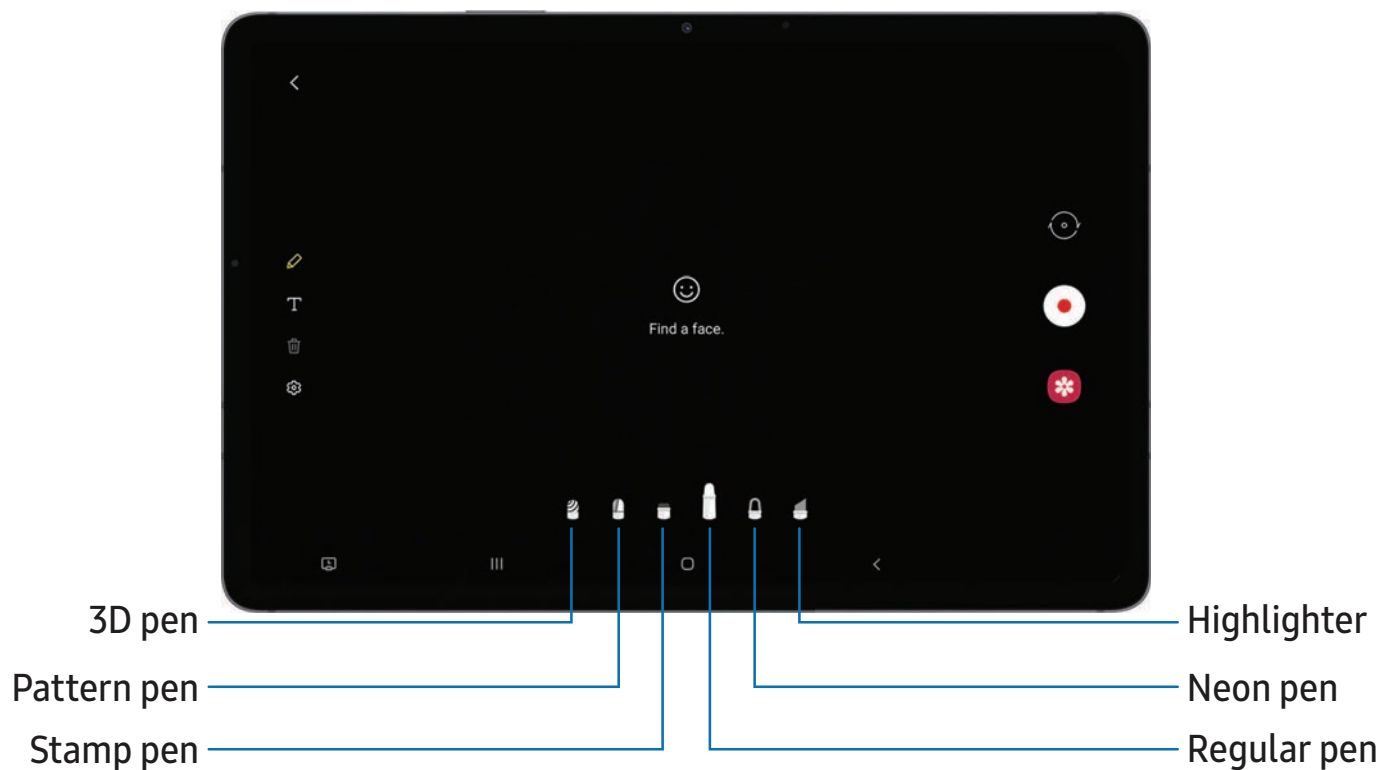 T
Find a face.
3D pen
Pattern pen
Stamp pen
Highlighter
Neon pen
Regular pen